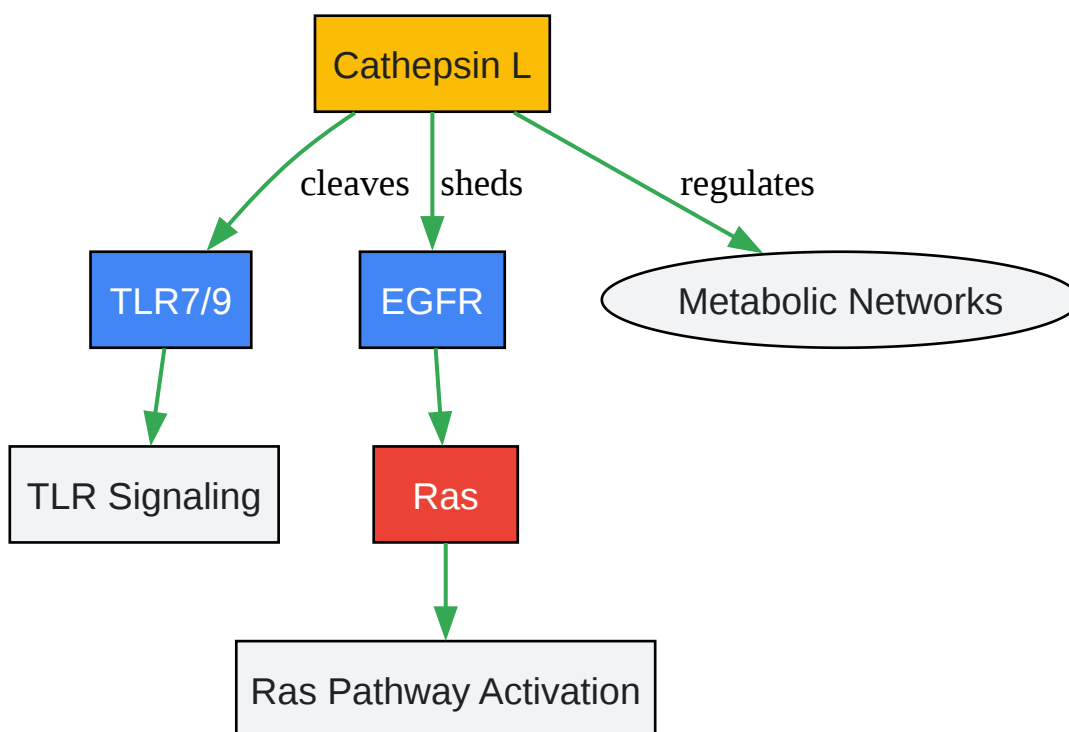 Cathepsin L
cleaves
sheds
regulates
TLR7/9
EGFR
Metabolic Networks
TLR Signaling
Ras
Ras Pathway Activation